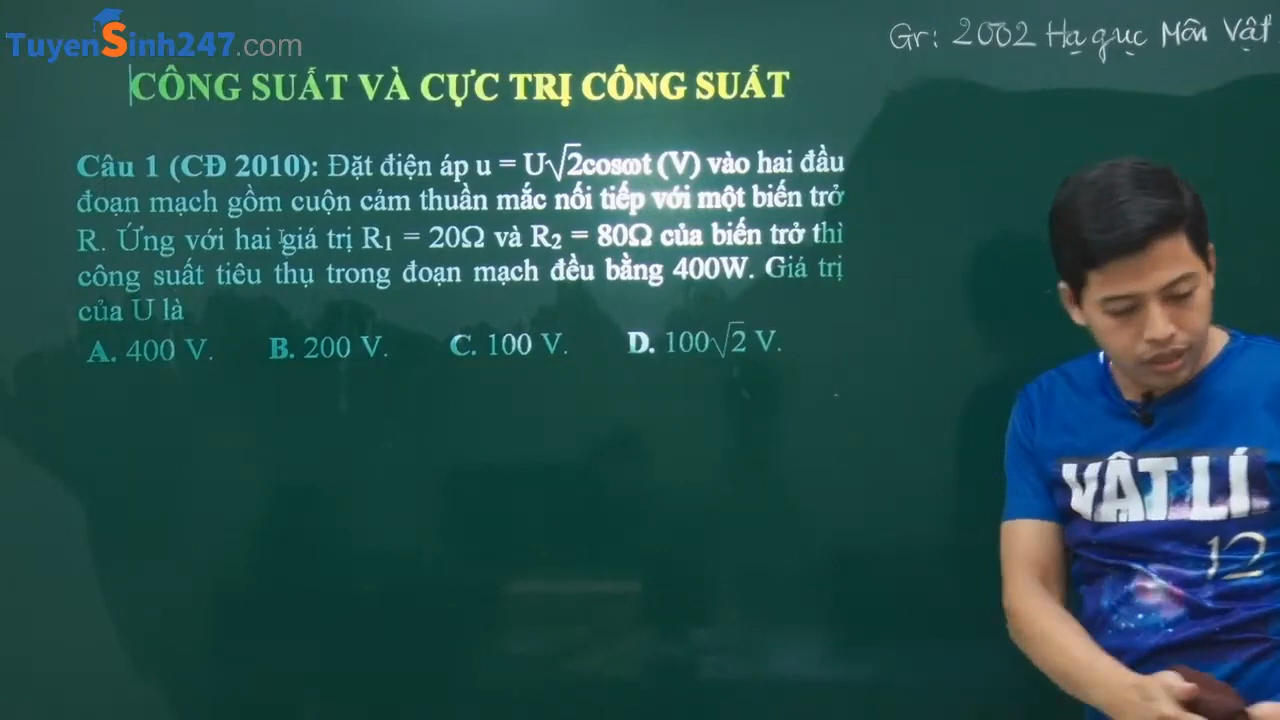 TuyenSinh247.com
Gr: 2002 Hạ gục Môn Vật
CÔNG SUẤT VÀ CỰC TRỊ CÔNG SUẤT
Câu 1 (CĐ 2010): Đặt điện áp u = U√2cosωt (V) vào hai đầu
đoạn mạch gồm cuộn cảm thuần mắc nối tiếp với một biến trở
R. Ứng với hai giá trị R₁ = 20Ω và R₂ = 80Ω của biến trở thì
công suất tiêu thụ trong đoạn mạch đều bằng 400W. Giá trị
của U là
A. 400 V. B. 200 V. C. 100 V. D. 100√2 V.
VẬT LÍ
12